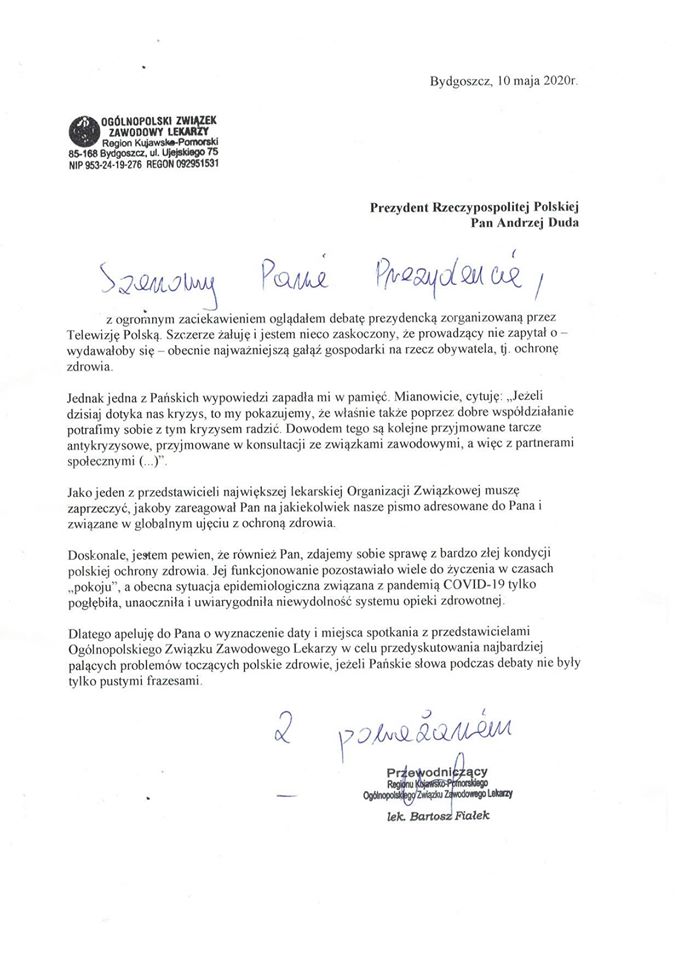 Bydgoszcz, 10 maja 2020r.
OGÓLNOPOLSKI ZWIĄZEK
ZAWODOWY LEKARZY
Region Kujawsko-Pomorski
85-168 Bydgoszcz, ul. Ujejskiego 75
NIP 953-24-19-276 REGON 092951531
Prezydent Rzeczypospolitej Polskiej
Pan Andrzej Duda
Szanowny Panie Prezydencie,
z ogromnym zaciekawieniem oglądałem debatę prezydencką zorganizowaną przez
Telewizję Polską. Szczerze żałuję i jestem nieco zaskoczony, że prowadzący nie zapytał o –
wydawałoby się – obecnie najważniejszą gałąź gospodarki na rzecz obywatela, tj. ochronę
zdrowia.
Jednak jedna z Pańskich wypowiedzi zapadła mi w pamięć. Mianowicie, cytuję: „Jeżeli
dzisiaj dotyka nas kryzys, to my pokazujemy, że właśnie także poprzez dobre współdziałanie
potrafimy sobie z tym kryzysem radzić. Dowodem tego są kolejne przyjmowane tarcze
antykryzysowe, przyjmowane w konsultacji ze związkami zawodowymi, a więc z partnerami
społecznymi (...)”.
Jako jeden z przedstawicieli największej lekarskiej Organizacji Związkowej muszę
zaprzeczyć, jakoby zareagował Pan na jakiekolwiek nasze pismo adresowane do Pana i
związane w globalnym ujęciu z ochroną zdrowia.
Doskonale, jestem pewien, że również Pan, zdajemy sobie sprawę z bardzo złej kondycji
polskiej ochrony zdrowia. Jej funkcjonowanie pozostawiało wiele do życzenia w czasach
„pokoju”, a obecna sytuacja epidemiologiczna związana z pandemią COVID-19 tylko
pogłębiła, unaoczniła i uwiarygodniła niewydolność systemu opieki zdrowotnej.
Dlatego apeluję do Pana o wyznaczenie daty i miejsca spotkania z przedstawicielami
Ogólnopolskiego Związku Zawodowego Lekarzy w celu przedyskutowania najbardziej
palących problemów toczących polskie zdrowie, jeżeli Pańskie słowa podczas debaty nie były
tylko pustymi frazesami.
Z poważaniem
Przewodniczący
Regionu Kujawsko-Pomorskiego
Ogólnopolskiego Związku Zawodowego Lekarzy
lek. Bartosz Fiałek